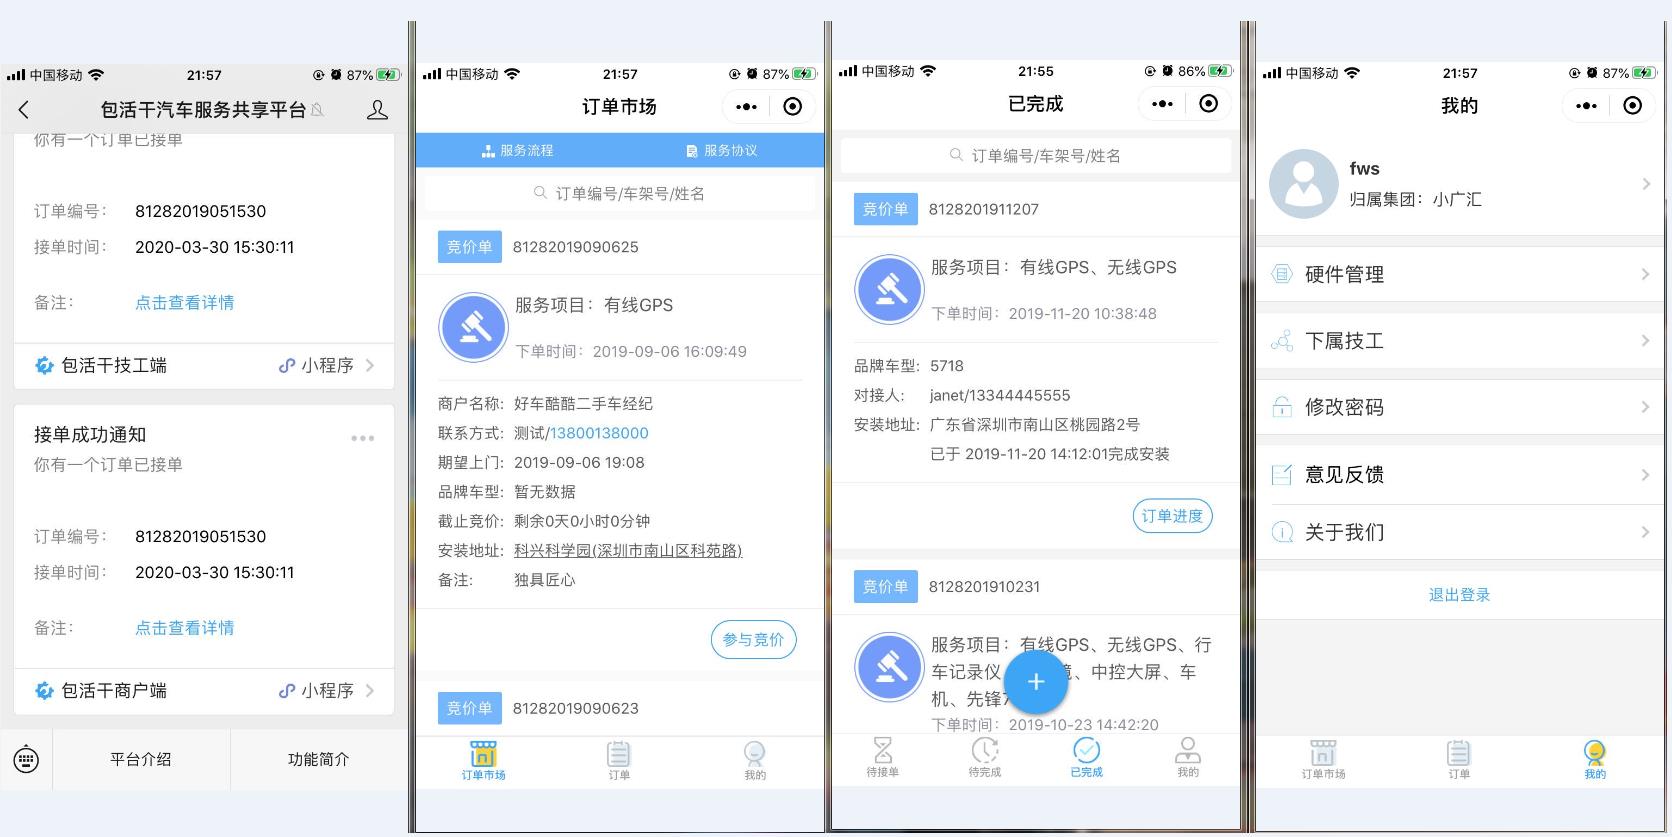 中国移动
21:57
87%
包活干汽车服务共享平台
你有一个订单已接单
订单编号：
81282019051530
接单时间：
2020-03-30 15:30:11
备注：
点击查看详情
包活干技工端
小程序
接单成功通知
你有一个订单已接单
订单编号：
81282019051530
接单时间：
2020-03-30 15:30:11
备注：
点击查看详情
包活干商户端
小程序
平台介绍
功能简介
中国移动
21:57
87%
订单市场
服务流程
服务协议
订单编号/车架号/姓名
竞价单
81282019090625
服务项目：有线GPS
下单时间：2019-09-06 16:09:49
商户名称：好车酷酷二手车经纪
联系方式：测试/13800138000
期望上门：2019-09-06 19:08
品牌车型：暂无数据
截止竞价：剩余0天0小时0分钟
安装地址：科兴科学园(深圳市南山区科苑路)
备注：独具匠心
参与竞价
竞价单
81282019090623
订单市场
订单
我的
中国移动
21:55
86%
已完成
订单编号/车架号/姓名
竞价单
8128201911207
服务项目：有线GPS、无线GPS
下单时间：2019-11-20 10:38:48
品牌车型：5718
对接人：janet/13344445555
安装地址：广东省深圳市南山区桃园路2号
已于 2019-11-20 14:12:01完成安装
订单进度
竞价单
8128201910231
服务项目：有线GPS、无线GPS、行
车记录仪、中控大屏、车
机、先锋
下单时间：2019-10-23 14:42:20
待接单
待完成
已完成
我的
中国移动
21:57
87%
我的
fws
归属集团：小广汇
硬件管理
下属技工
修改密码
意见反馈
关于我们
退出登录
订单市场
订单
我的